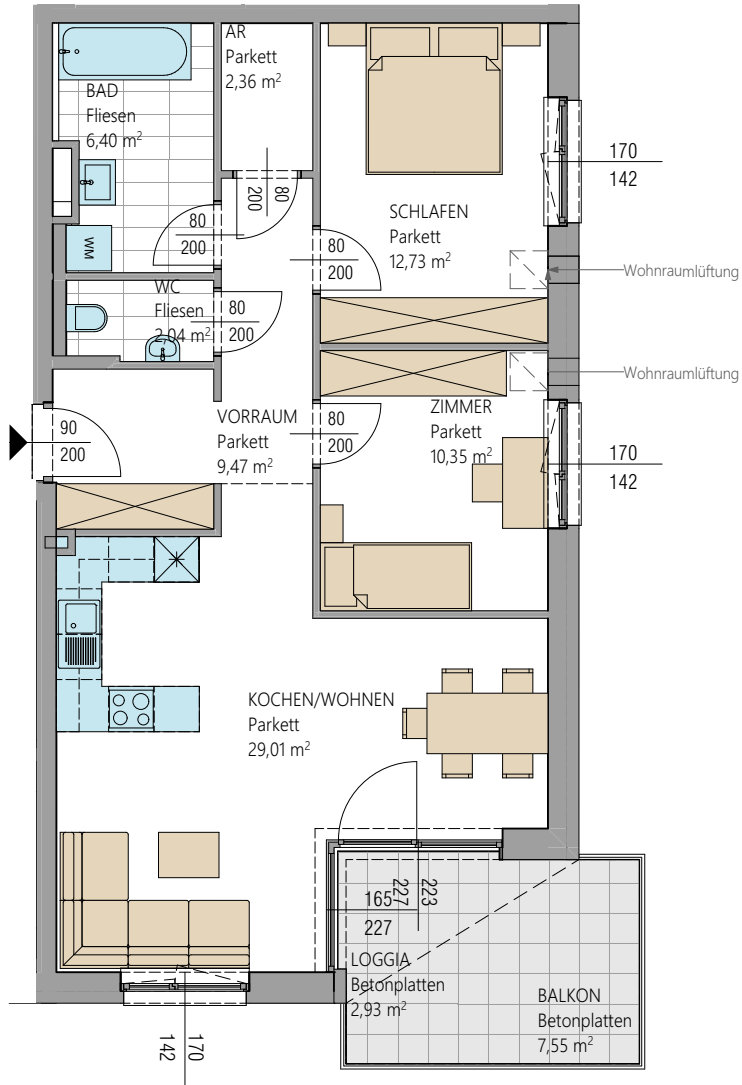 AR
Parkett
2,36 m²
BAD
Fliesen
6,40 m²
170
142
80
200
SCHLAFEN
Parkett
12,73 m²
80
200
80
200
WM
Wohnraumlüftung
WC
Fliesen
2,04 m²
80
200
Wohnraumlüftung
VORRAUM
Parkett
9,47 m²
80
200
ZIMMER
Parkett
10,35 m²
90
200
170
142
KOCHEN/WOHNEN
Parkett
29,01 m²
165
227
223
227
LOGGIA
Betonplatten
2,93 m²
BALKON
Betonplatten
7,55 m²
170
142